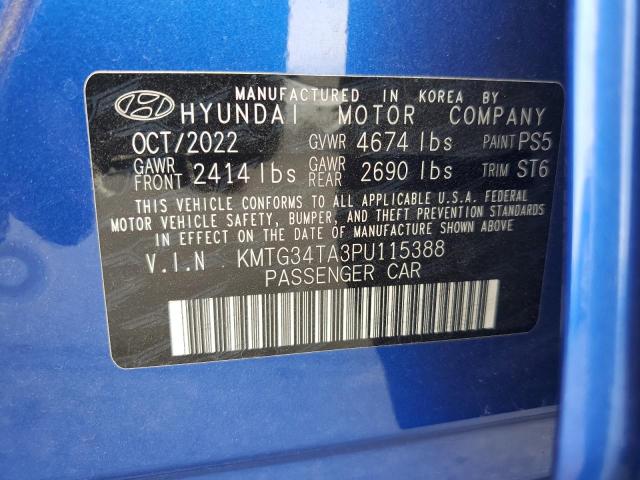 MANUFACTURED IN KOREA BY
HYUNDAI MOTOR COMPANY
OCT/2022 GVWR 4674 lbs PAINT PS5
GAWR FRONT 2414 lbs GAWR REAR 2690 lbs TRIM ST6
THIS VEHICLE CONFORMS TO ALL APPLICABLE U.S.A. FEDERAL
MOTOR VEHICLE SAFETY, BUMPER, AND THEFT PREVENTION STANDARDS
IN EFFECT ON THE DATE OF MANUFACTURE SHOWN ABOVE
V.I.N KMTG34TA3PU115388
PASSENGER CAR